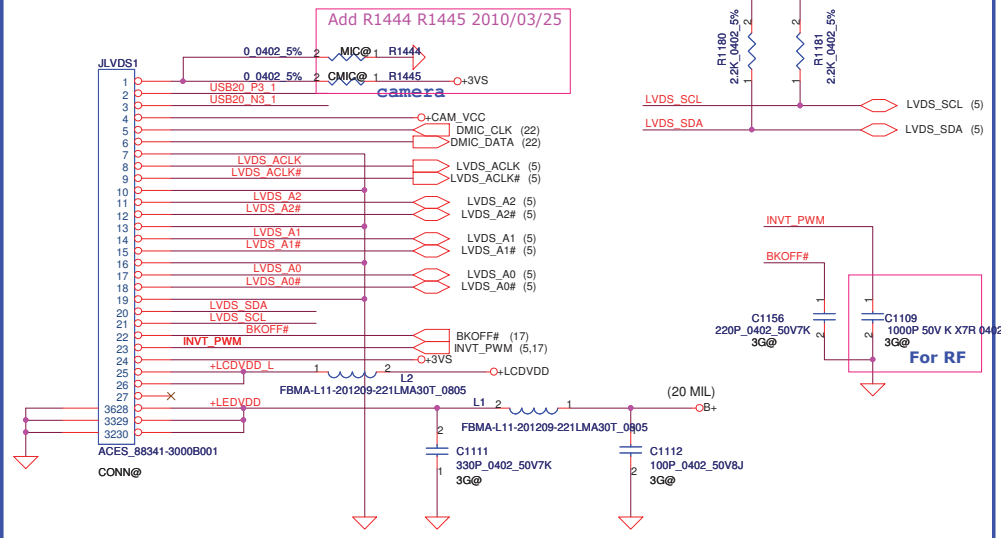 Add R1444 R1445 2010/03/25
0_0402_5% 2 MIC@ 1 R1444
0_0402_5% 2 CMIC@ 1 R1445 +3VS
camera
JLVDS1
1
2 USB20_P3_1
3 USB20_N3_1
4 +CAM_VCC
5 DMIC_CLK (22)
6 DMIC_DATA (22)
7
8 LVDS_ACLK LVDS_ACLK (5)
9 LVDS_ACLK# LVDS_ACLK# (5)
10
11 LVDS_A2 LVDS_A2 (5)
12 LVDS_A2# LVDS_A2# (5)
13
14 LVDS_A1 LVDS_A1 (5)
15 LVDS_A1# LVDS_A1# (5)
16
17 LVDS_A0 LVDS_A0 (5)
18 LVDS_A0# LVDS_A0# (5)
19
20 LVDS_SDA
21 LVDS_SCL
22 BKOFF# BKOFF# (17)
23 INVT_PWM INVT_PWM (5,17)
24 +3VS
25 +LCDVDD_L 1 2 +LCDVDD
26 L2
27 FBMA-L11-201209-221LMA30T_0805
3628 +LEDVDD L1 2 1 B+
(20 MIL)
3329 FBMA-L11-201209-221LMA30T_0805
3230
ACES_88341-3000B001
CONN@
2
C1111
330P_0402_50V7K
1 3G@
1
C1112
100P_0402_50V8J
2 3G@
R1180
2.2K_0402_5%
2
1
R1181
2.2K_0402_5%
2
1
LVDS_SCL LVDS_SCL (5)
LVDS_SDA LVDS_SDA (5)
INVT_PWM
BKOFF#
1
C1156
220P_0402_50V7K
2
3G@
1
C1109
1000P 50V K X7R 0402
2
3G@
For RF